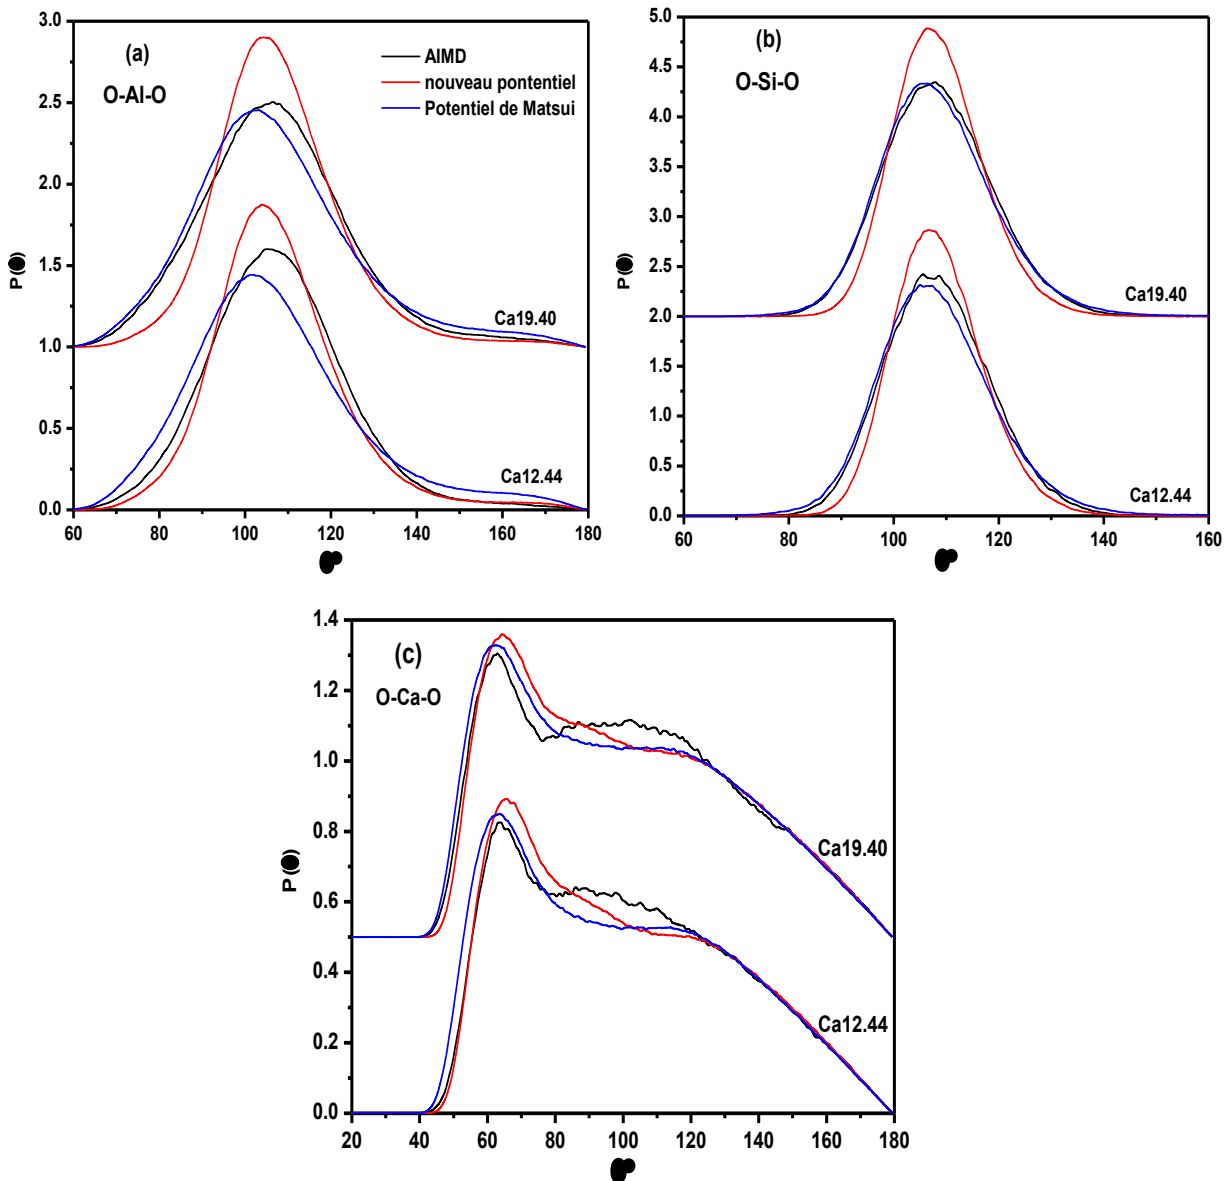 (a)
O-Al-O
AIMD
nouveau pontentiel
Potentiel de Matsui
3.0
2.5
2.0
1.5
1.0
0.5
0.0
P( )
Ca19.40
Ca12.44
60 80 100 120 140 160 180
(b)
O-Si-O
5.0
4.5
4.0
3.5
3.0
2.5
2.0
1.5
1.0
0.5
0.0
P( )
Ca19.40
Ca12.44
60 80 100 120 140 160
(c)
O-Ca-O
1.4
1.2
1.0
0.8
0.6
0.4
0.2
0.0
P( )
Ca19.40
Ca12.44
20 40 60 80 100 120 140 160 180